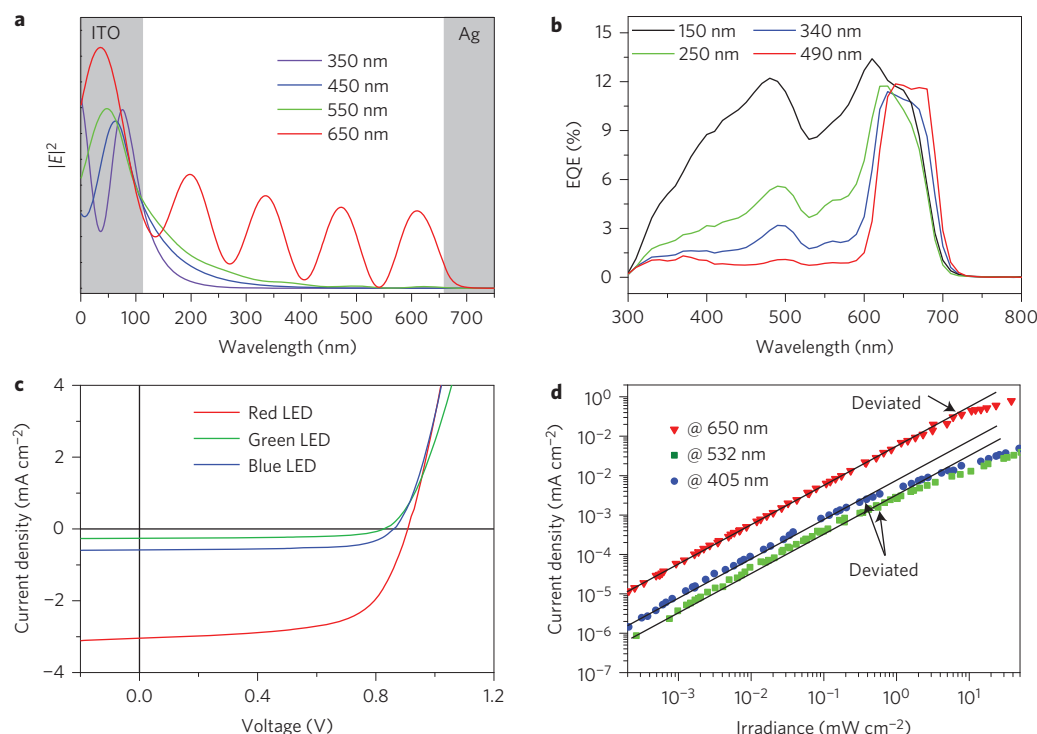 a
ITO
Ag
350 nm
450 nm
550 nm
650 nm
|E|²
0 100 200 300 400 500 600 700
Wavelength (nm)
b
150 nm 340 nm
250 nm 490 nm
15
12
9
6
3
0
EQE (%)
300 400 500 600 700 800
Wavelength (nm)
c
4
2
0
−2
−4
Current density (mA cm⁻²)
Red LED
Green LED
Blue LED
0.0 0.4 0.8 1.2
Voltage (V)
d
10⁰
10⁻¹
10⁻²
10⁻³
10⁻⁴
10⁻⁵
10⁻⁶
10⁻⁷
Current density (mA cm⁻²)
Deviated
@ 650 nm
@ 532 nm
@ 405 nm
Deviated
10⁻³ 10⁻² 10⁻¹ 10⁰ 10¹
Irradiance (mW cm⁻²)